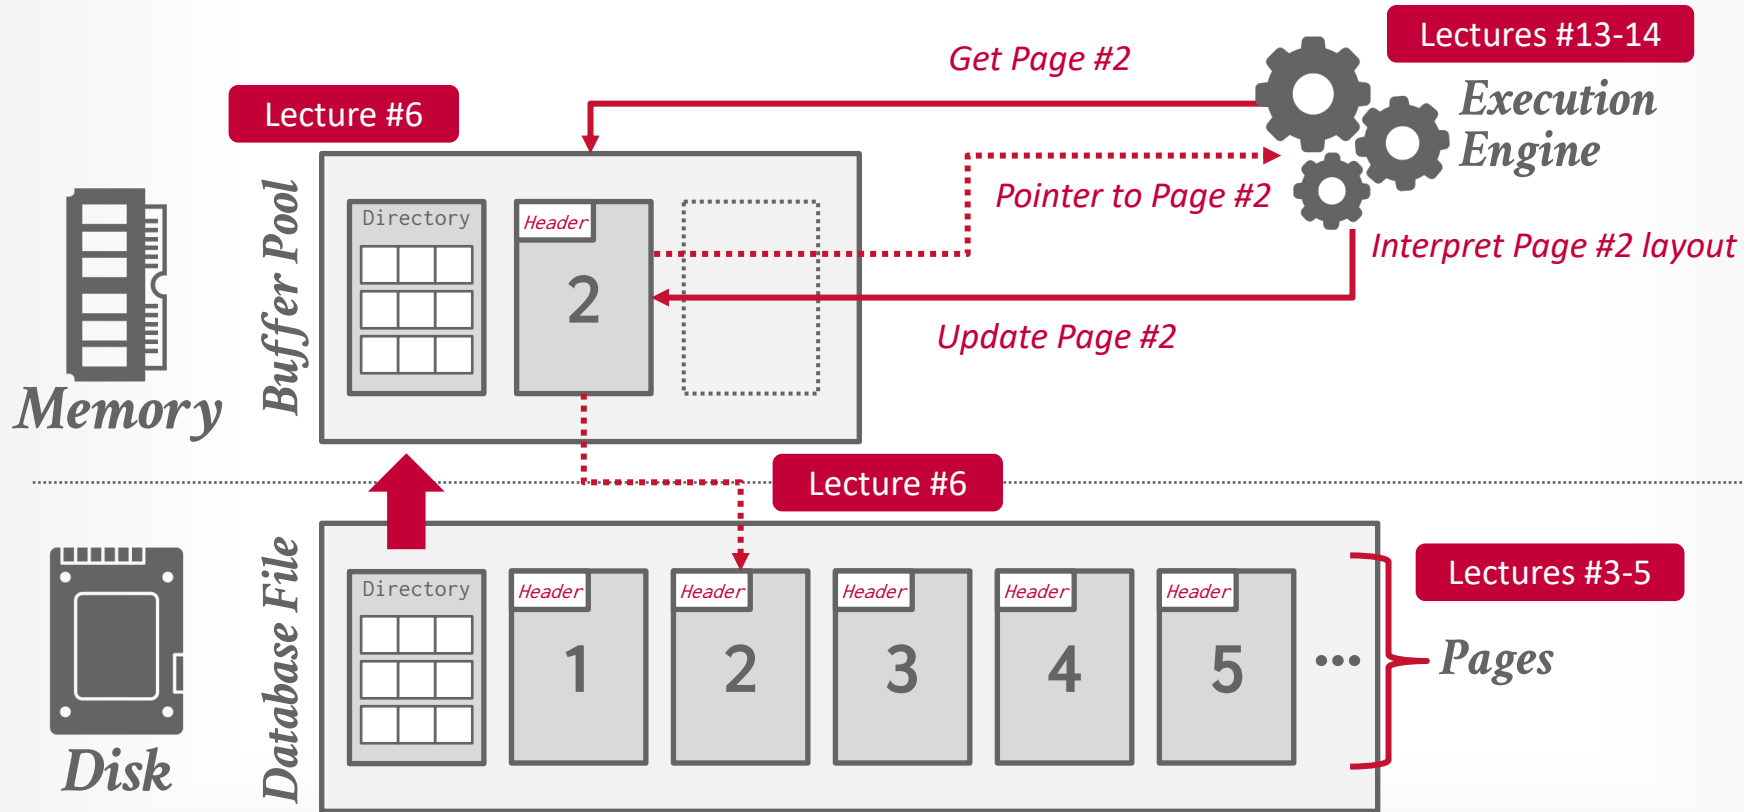 Lectures #13-14
Get Page #2
Execution
Engine
Lecture #6
Buffer Pool
Directory
Header
2
Pointer to Page #2
Interpret Page #2 layout
Update Page #2
Memory
Lecture #6
Database File
Directory
Header
1
Header
2
Header
3
Header
4
Header
5
...
Lectures #3-5
Pages
Disk